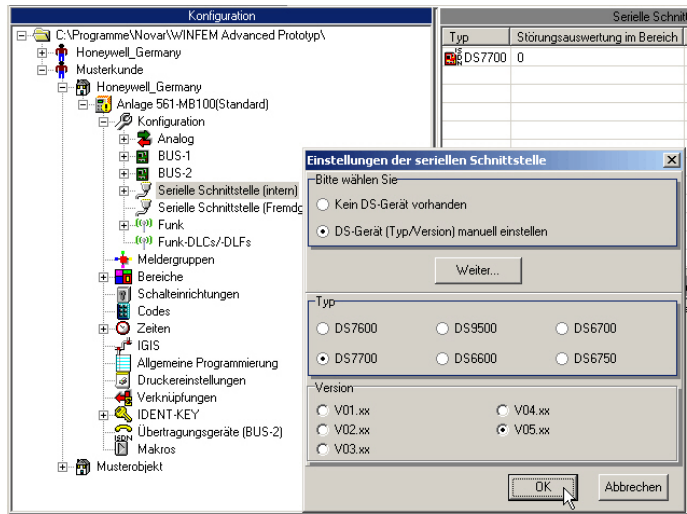 Konfiguration
C:\Programme\Novar\WINFEM Advanced Prototyp\
Honeywell_Germany
Musterkunde
Honeywell_Germany
Anlage 561-MB100(Standard)
Konfiguration
Analog
BUS-1
BUS-2
Serielle Schnittstelle (intern)
Serielle Schnittstelle (Fremdg
Funk
Funk-DLCs/-DLFs
Meldergruppen
Bereiche
Schalteinrichtungen
Codes
Zeiten
IGIS
Allgemeine Programmierung
Druckereinstellungen
Verknüpfungen
IDENT-KEY
Übertragungsgeräte (BUS-2)
ISDN
Makros
Musterobjekt
Serielle Schnitt
Typ Störungsauswertung im Bereich
ISDN
DS7700 0
Einstellungen der seriellen Schnittstelle
Bitte wählen Sie
Kein DS-Gerät vorhanden
DS-Gerät (Typ/Version) manuell einstellen
Weiter...
Typ
DS7600 DS9500 DS6700
DS7700 DS6600 DS6750
Version
V01.xx V04.xx
V02.xx V05.xx
V03.xx
OK Abbrechen